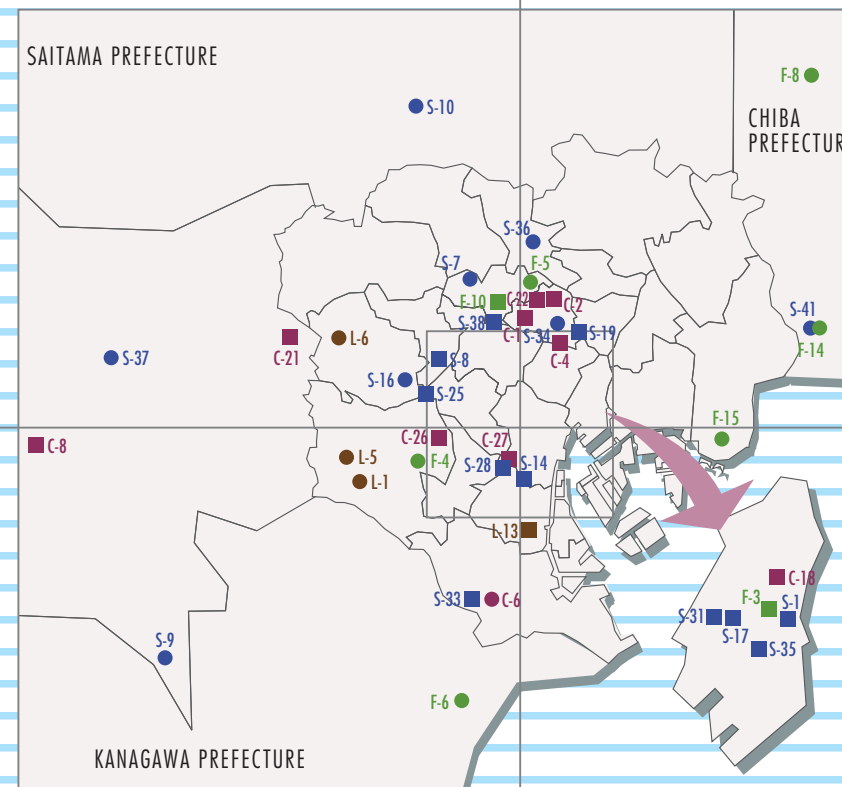 SAITAMA PREFECTURE
F-8
S-10
CHIBA
PREFECTUR
S-36
S-7
F-5
F-10
C-22
C-2
S-41
S-38
C-1
S-34
S-19
L-6
F-14
C-21
C-4
S-37
S-8
S-16
S-25
F-15
C-26
C-27
C-8
L-5
F-4
S-28
S-14
L-1
L-13
C-18
F-3
S-33
C-6
S-1
S-31
S-17
S-9
S-35
F-6
KANAGAWA PREFECTURE